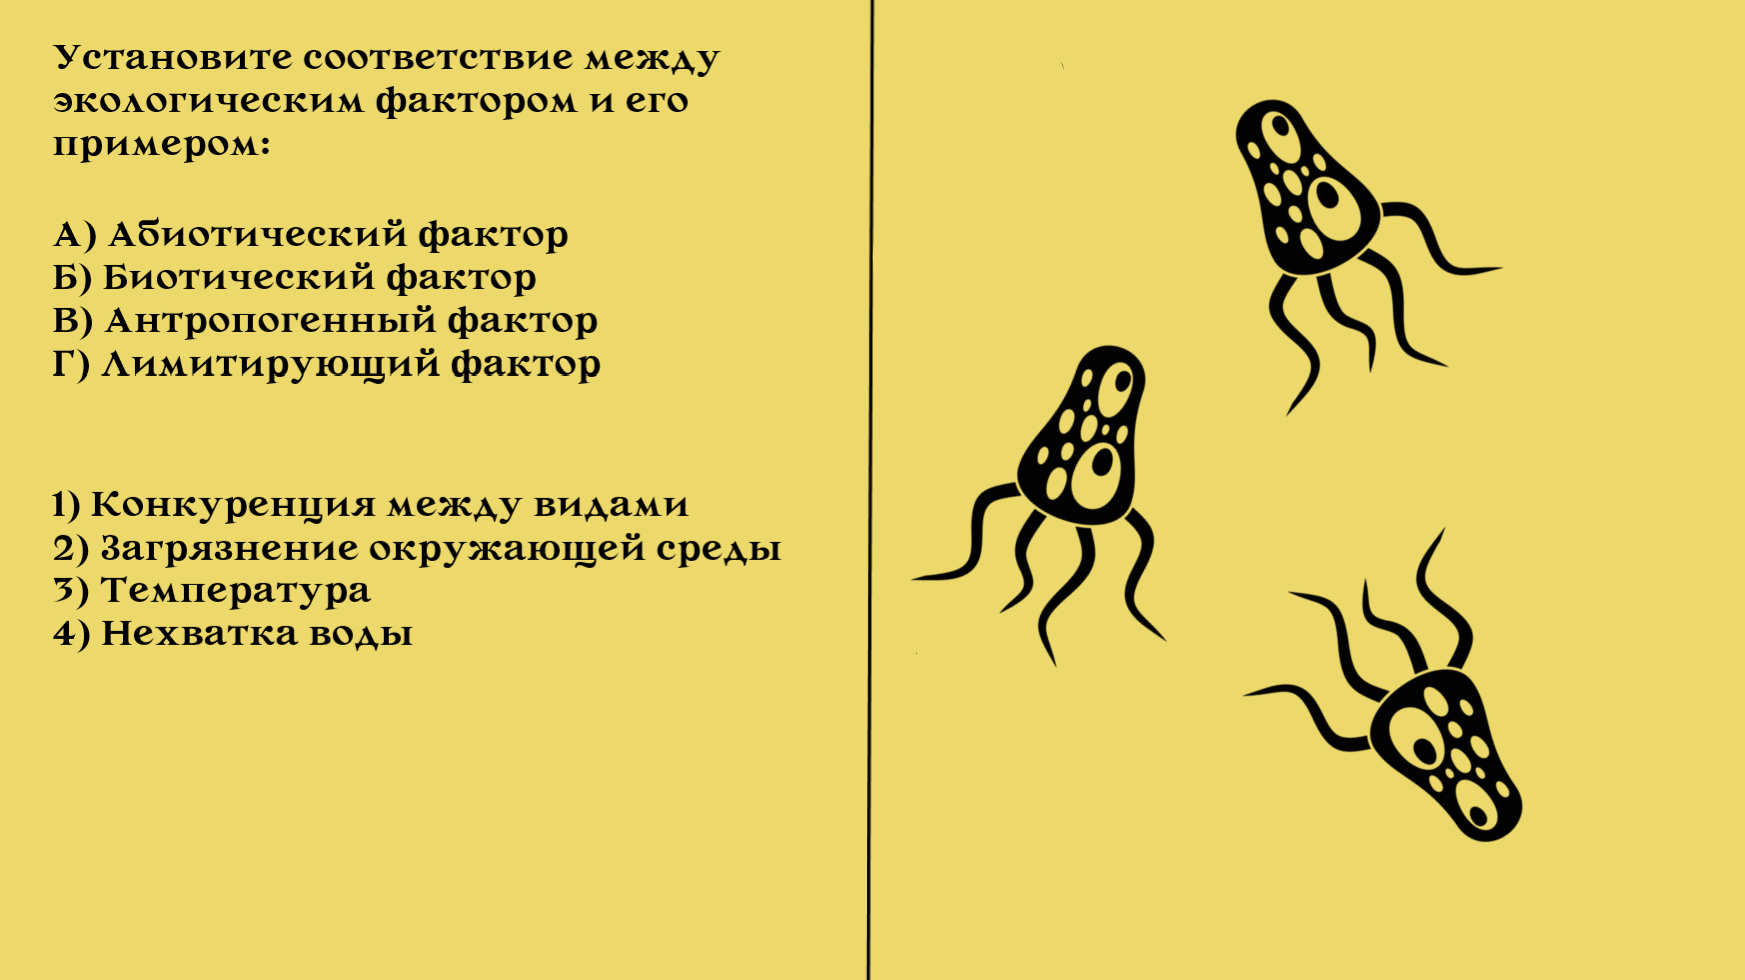 Установите соответствие между
экологическим фактором и его
примером:
А) Абиотический фактор
Б) Биотический фактор
В) Антропогенный фактор
Г) Лимитирующий фактор
1) Конкуренция между видами
2) Загрязнение окружающей среды
3) Температура
4) Нехватка воды